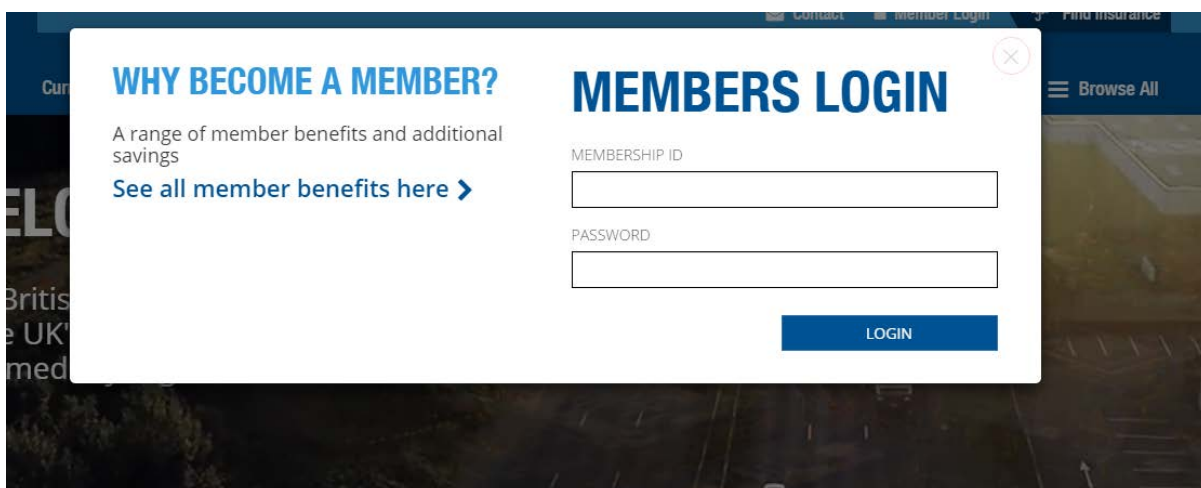 Contact Member Login Find Insurance
Browse All
WHY BECOME A MEMBER?
A range of member benefits and additional
savings
See all member benefits here
MEMBERS LOGIN
MEMBERSHIP ID
PASSWORD
LOGIN
UK'